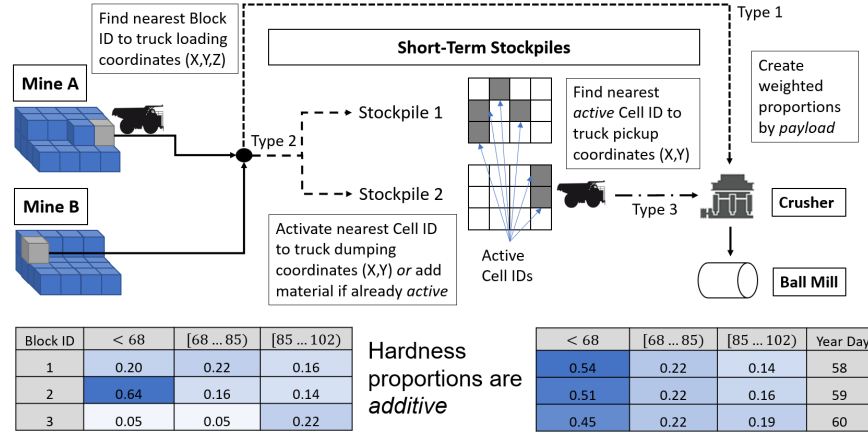 Find nearest Block
ID to truck loading
coordinates (X,Y,Z)
Type 1
Short-Term Stockpiles
Mine A
Create
weighted
proportions
by payload
Find nearest
active Cell ID to
truck pickup
coordinates (X,Y)
Stockpile 1
Type 2
Stockpile 2
Mine B
Type 3
Crusher
Activate nearest Cell ID
to truck dumping
coordinates (X,Y) or add
material if already active
Active
Cell IDs
Ball Mill
Block ID < 68 [68 … 85) [85 … 102)
1 0.20 0.22 0.16
2 0.64 0.16 0.14
3 0.05 0.05 0.22
Hardness
proportions are
additive
< 68 [68 … 85) [85 … 102) Year Day
0.54 0.22 0.14 58
0.51 0.22 0.16 59
0.45 0.22 0.19 60